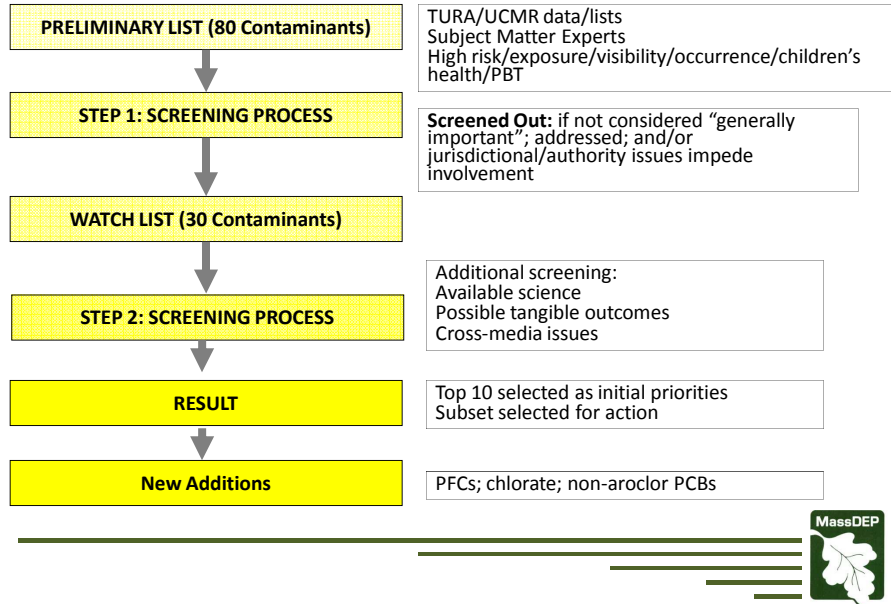 PRELIMINARY LIST (80 Contaminants)
TURA/UCMR data/lists
Subject Matter Experts
High risk/exposure/visibility/occurrence/children's
health/PBT
STEP 1: SCREENING PROCESS
Screened Out: if not considered “generally
important”; addressed; and/or
jurisdictional/authority issues impede
involvement
WATCH LIST (30 Contaminants)
STEP 2: SCREENING PROCESS
Additional screening:
Available science
Possible tangible outcomes
Cross-media issues
RESULT
Top 10 selected as initial priorities
Subset selected for action
New Additions
PFCs; chlorate; non-aroclor PCBs
MassDEP